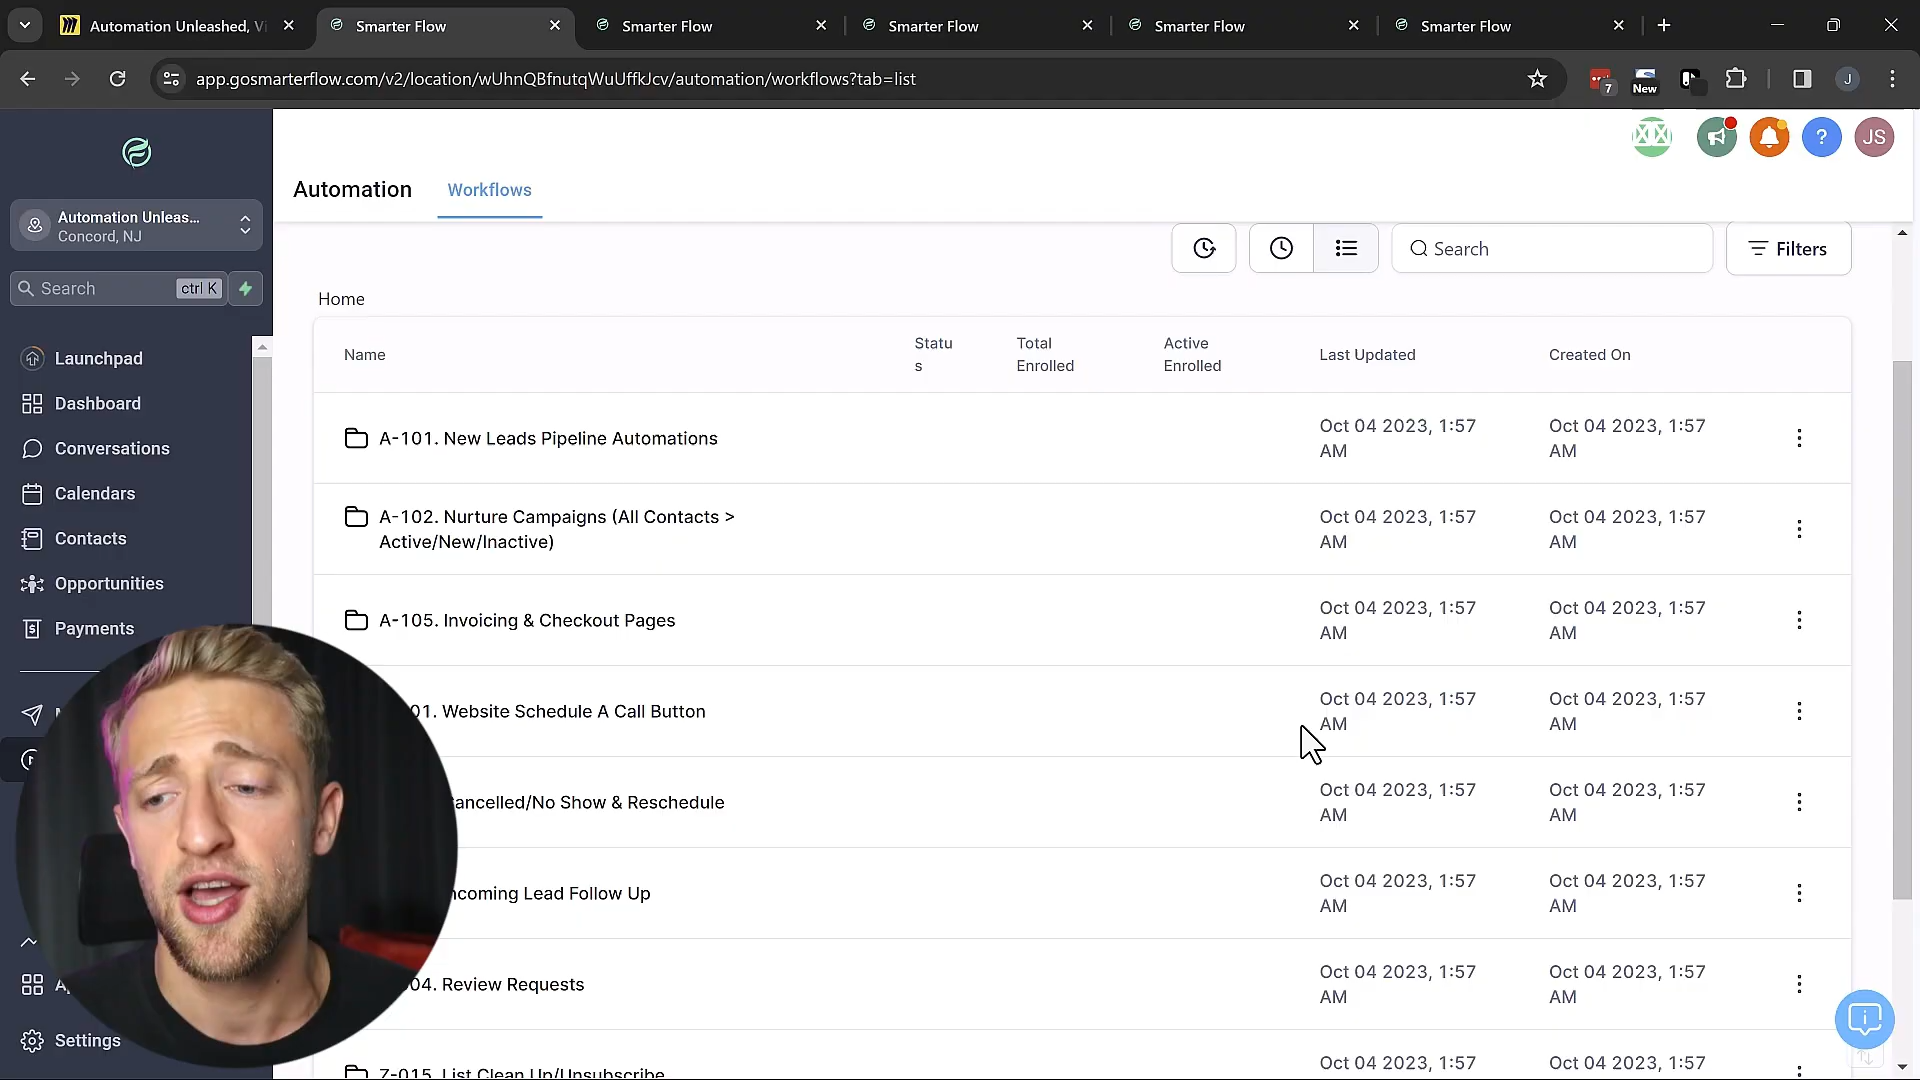 Automation Unleashed, Vi
Smarter Flow
Smarter Flow
Smarter Flow
Smarter Flow
Smarter Flow
app.gosmarterflow.com/v2/location/wUhnQBfnutqWuUffkJcv/automation/workflows?tab=list
7
New
J
Automation Unleas...
Concord, NJ
Search
ctrl K
Launchpad
Dashboard
Conversations
Calendars
Contacts
Opportunities
Payments
Settings
?
JS
Automation
Workflows
Search
Filters
Home
Name
Statu
s
Total
Enrolled
Active
Enrolled
Last Updated
Created On
A-101. New Leads Pipeline Automations
Oct 04 2023, 1:57
AM
Oct 04 2023, 1:57
AM
A-102. Nurture Campaigns (All Contacts >
Active/New/Inactive)
Oct 04 2023, 1:57
AM
Oct 04 2023, 1:57
AM
A-105. Invoicing & Checkout Pages
Oct 04 2023, 1:57
AM
Oct 04 2023, 1:57
AM
01. Website Schedule A Call Button
Oct 04 2023, 1:57
AM
Oct 04 2023, 1:57
AM
ancelled/No Show & Reschedule
Oct 04 2023, 1:57
AM
Oct 04 2023, 1:57
AM
ncoming Lead Follow Up
Oct 04 2023, 1:57
AM
Oct 04 2023, 1:57
AM
04. Review Requests
Oct 04 2023, 1:57
AM
Oct 04 2023, 1:57
AM
Z-015. List Clean Up/Unsubscribe
Oct 04 2023, 1:57
Oct 04 2023, 1:57